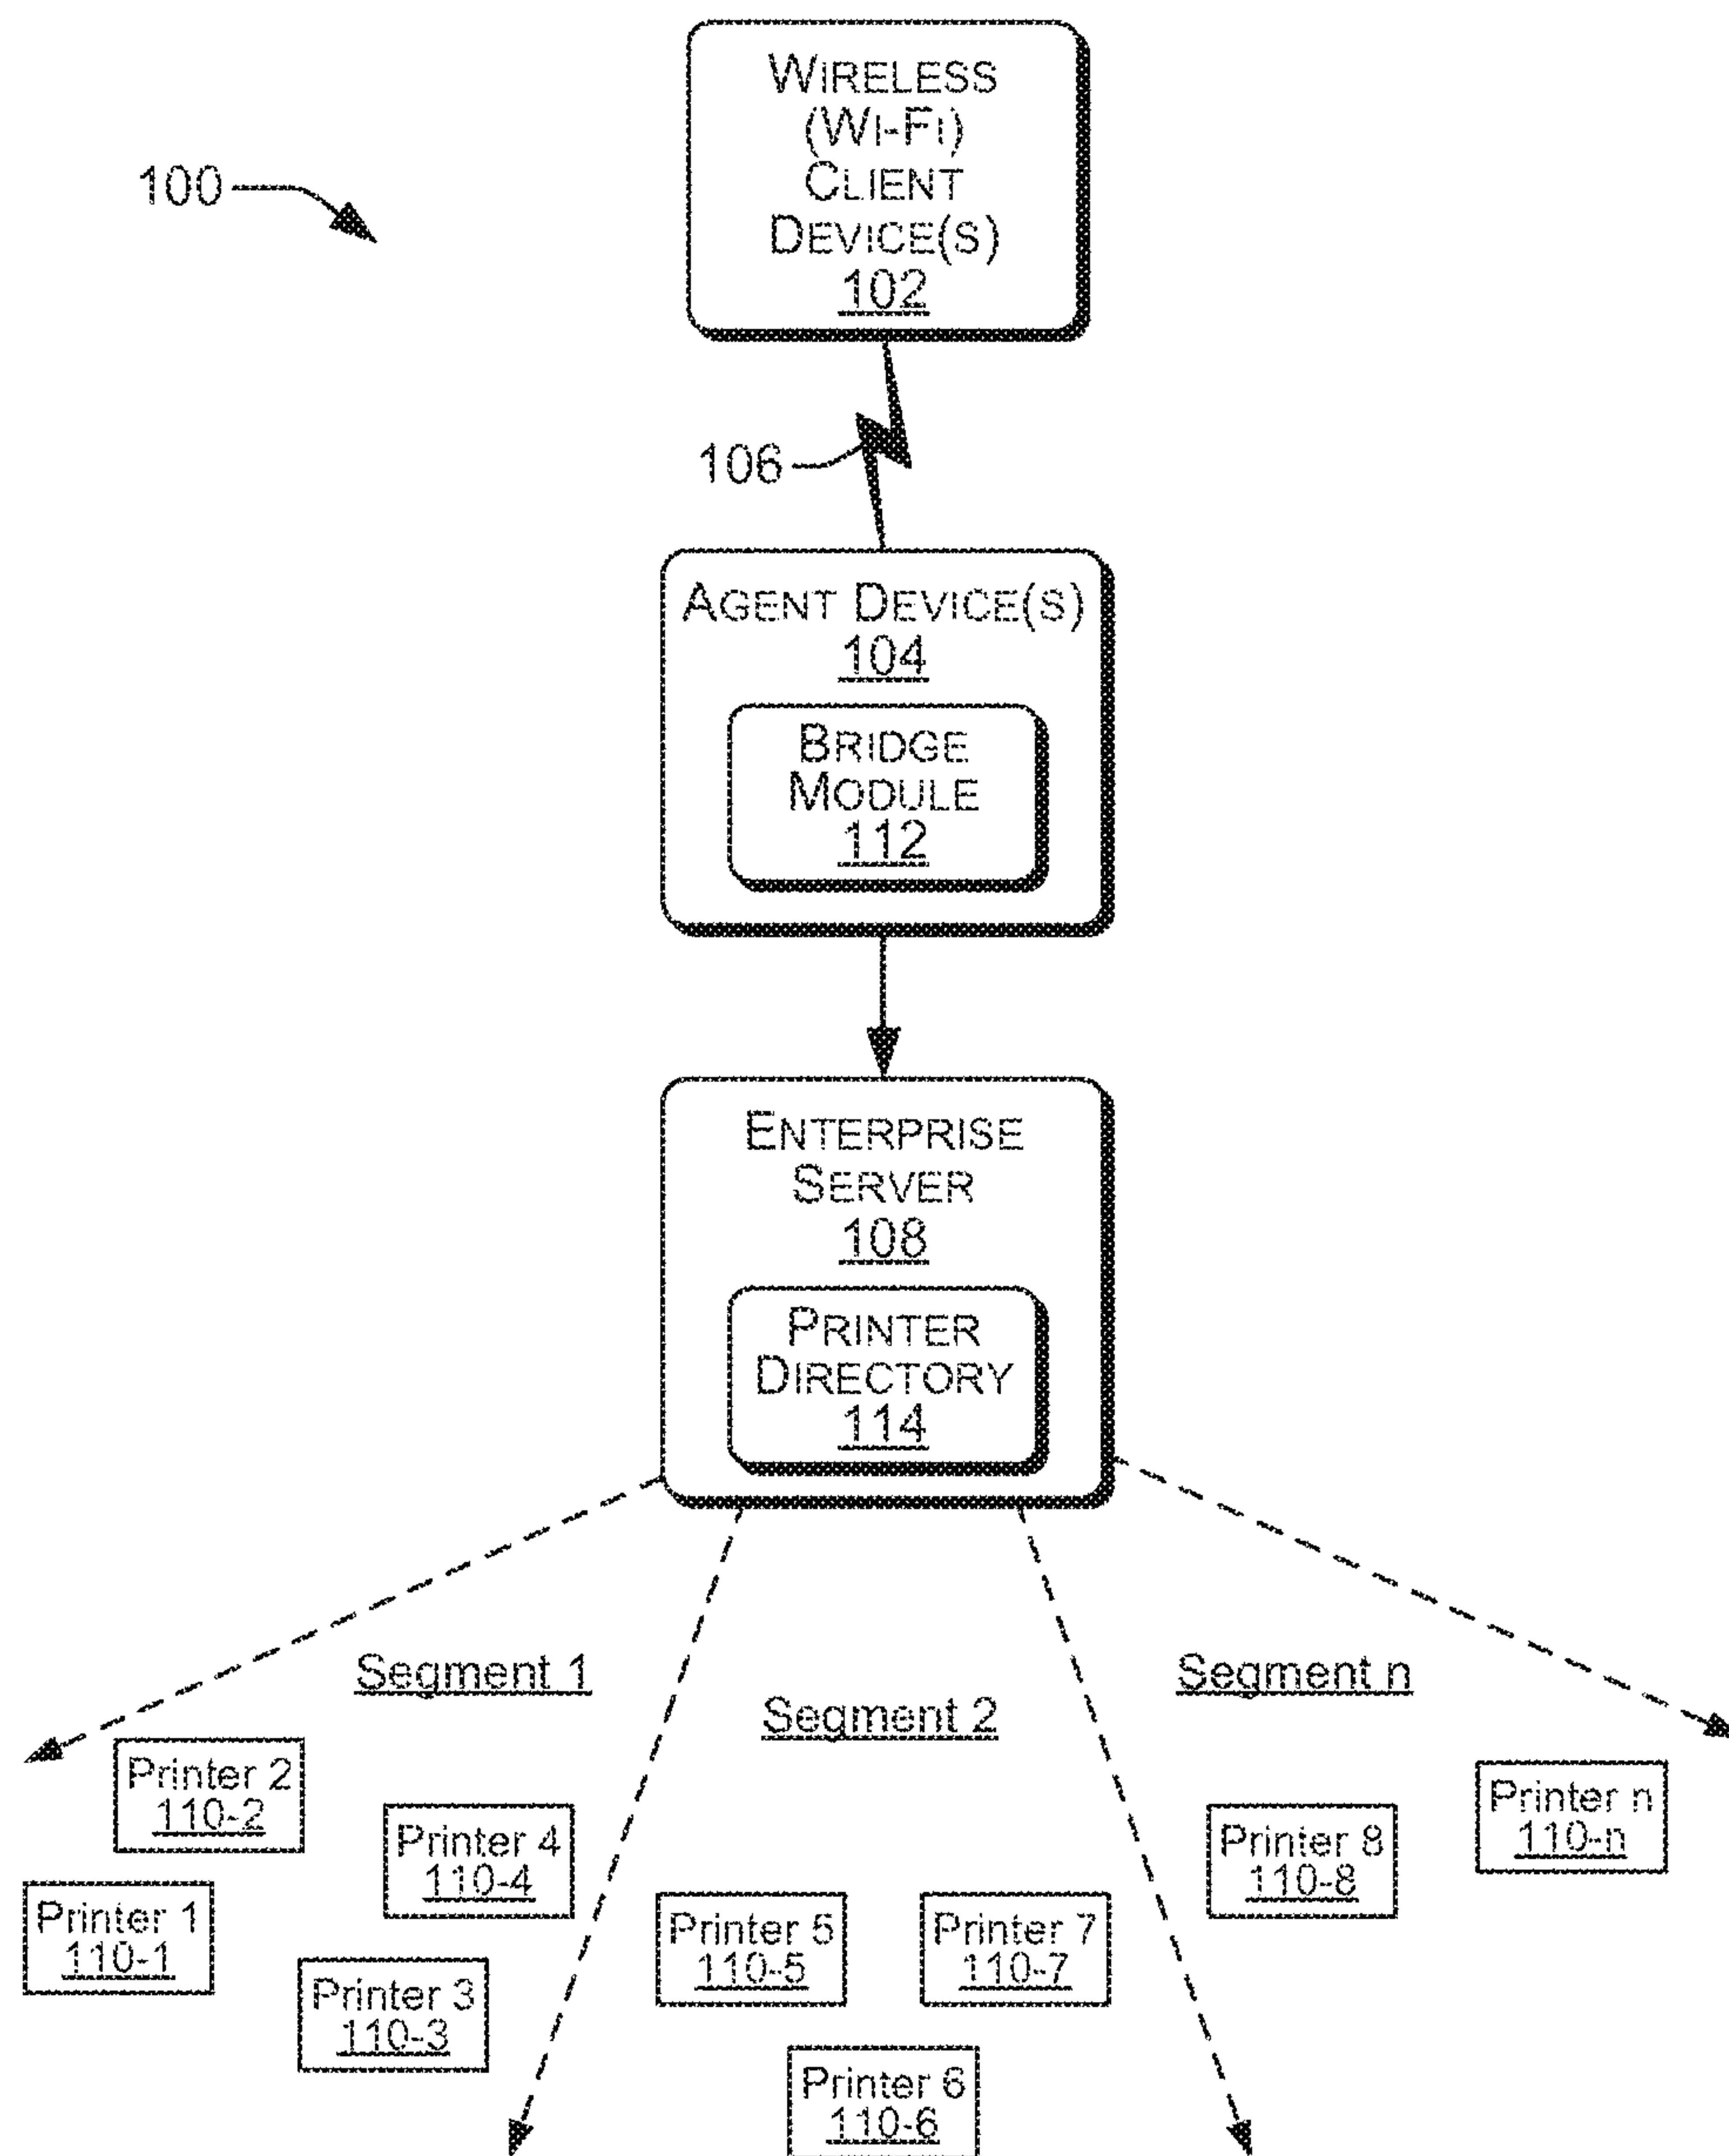 WIRELESS
(WI-FI)
CLIENT
DEVICE(S)
102
100
106
AGENT DEVICE(S)
104
BRIDGE
MODULE
112
ENTERPRISE
SERVER
108
PRINTER
DIRECTORY
114
Segment 1
Segment 2
Segment n
Printer 2
110-2
Printer 4
110-4
Printer 1
110-1
Printer 3
110-3
Printer 5
110-5
Printer 7
110-7
Printer 6
110-6
Printer 8
110-8
Printer n
110-n